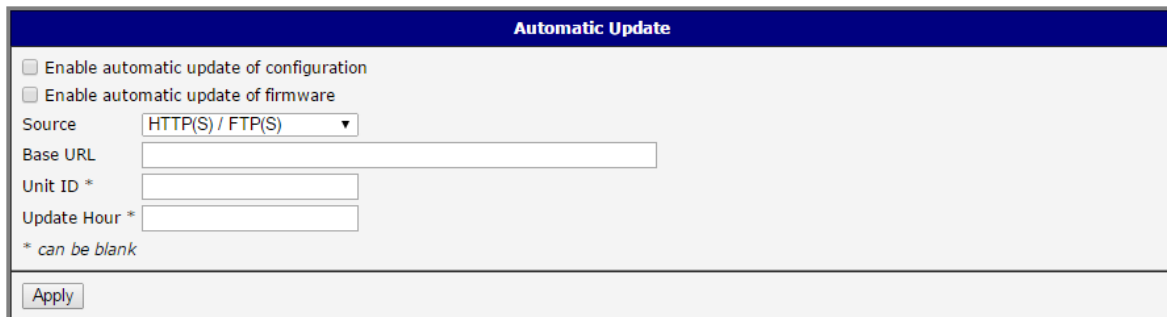 Automatic Update
Enable automatic update of configuration
Enable automatic update of firmware
Source HTTP(S) / FTP(S)
Base URL
Unit ID *
Update Hour *
* can be blank
Apply